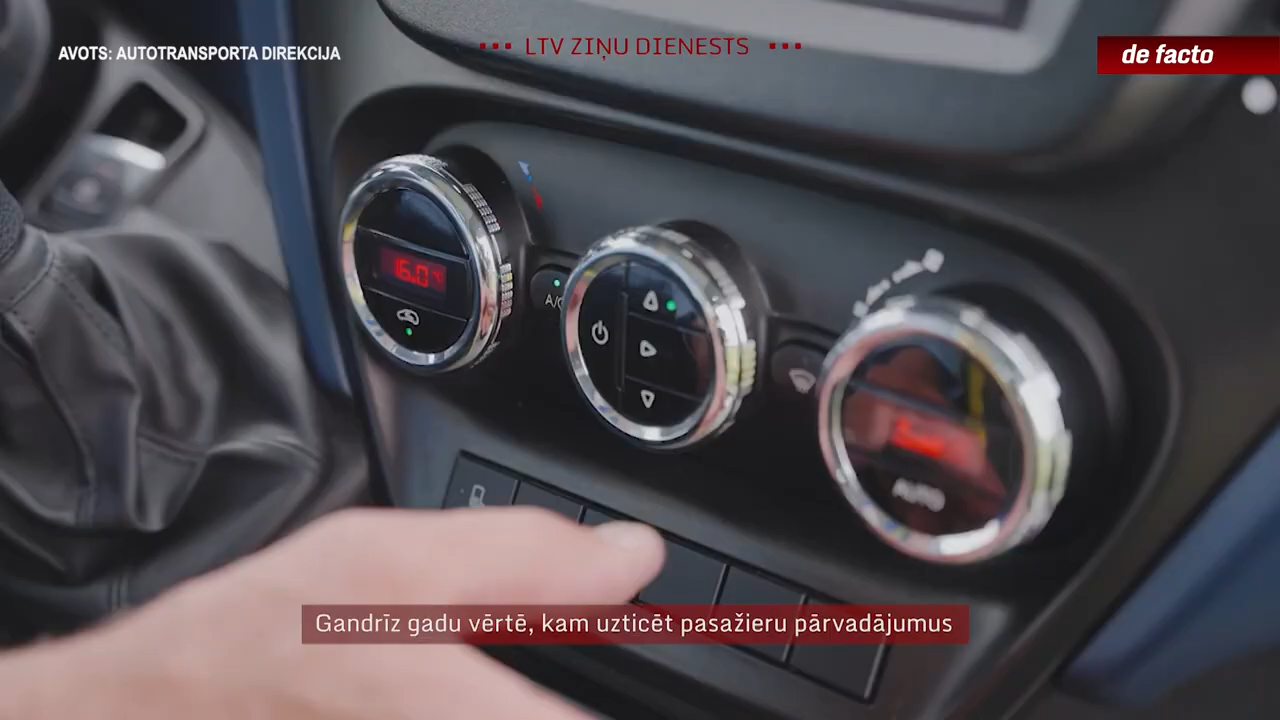 AVOTS: AUTOTRANSPORTA DIREKCIJA
LTV ZIŅU DIENESTS
de facto
16.0
A/C
AUTO
Gandrīz gadu vērtē, kam uzticēt pasažieru pārvadājumus